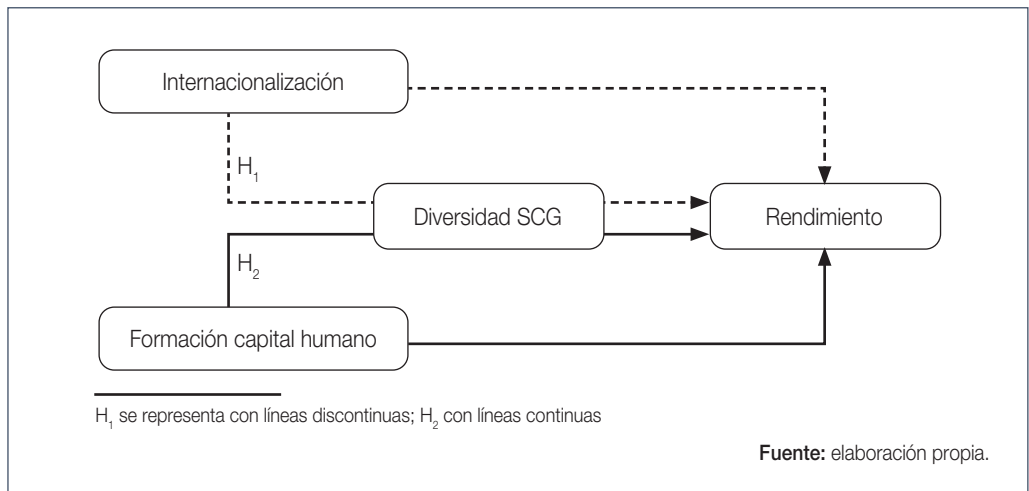 Internacionalización
H₁
Diversidad SCG
Rendimiento
H₂
Formación capital humano
H₁ se representa con líneas discontinuas; H₂ con líneas continuas
Fuente: elaboración propia.